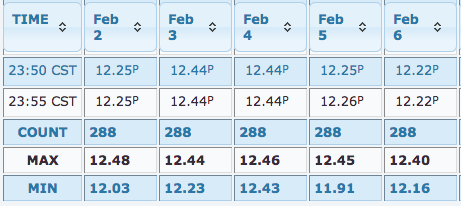 TIME Feb 2 Feb 3 Feb 4 Feb 5 Feb 6
23:50 CST 12.25P 12.44P 12.44P 12.25P 12.22P
23:55 CST 12.25P 12.44P 12.44P 12.26P 12.22P
COUNT 288 288 288 288 288
MAX 12.48 12.44 12.46 12.45 12.40
MIN 12.03 12.23 12.43 11.91 12.16